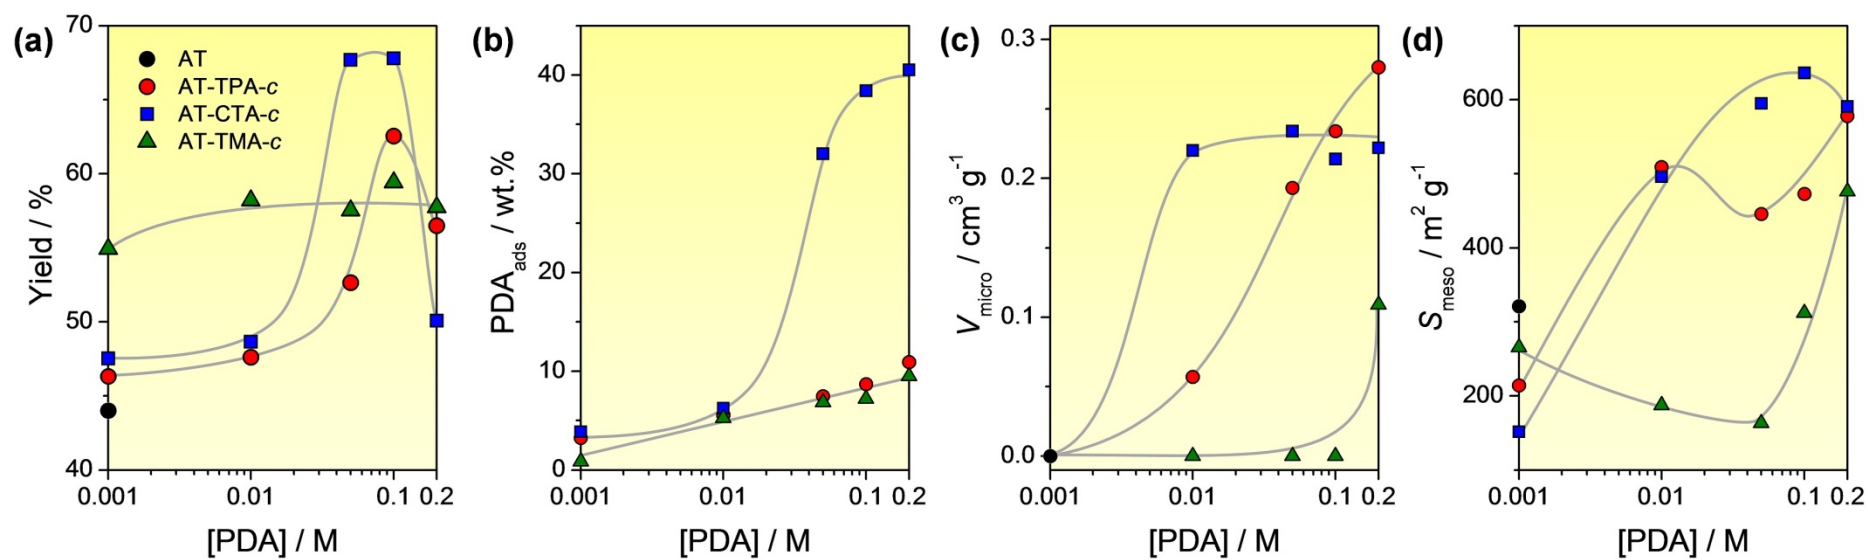 (a)
70
60
50
40
Yield / %
AT
AT-TPA-c
AT-CTA-c
AT-TMA-c
0.001
0.01
0.1
0.2
[PDA] / M
(b)
40
30
20
10
0
PDA_ads / wt.%
0.001
0.01
0.1
0.2
[PDA] / M
(c)
0.3
0.2
0.1
0.0
V_micro / cm³ g⁻¹
0.001
0.01
0.1
0.2
[PDA] / M
(d)
600
400
200
S_meso / m² g⁻¹
0.001
0.01
0.1
0.2
[PDA] / M